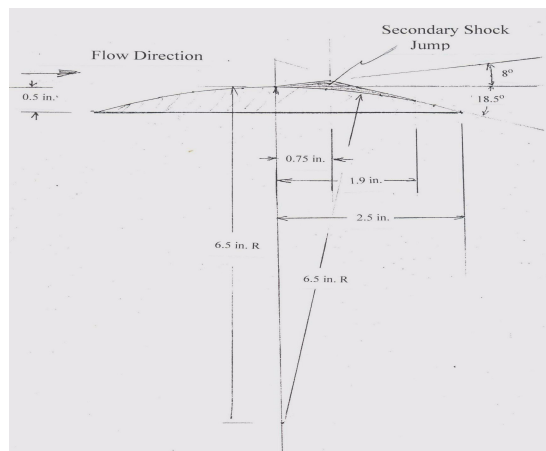 Secondary Shock
Jump
Flow Direction
8°
0.5 in.
18.5°
0.75 in.
1.9 in.
2.5 in.
6.5 in. R
6.5 in. R